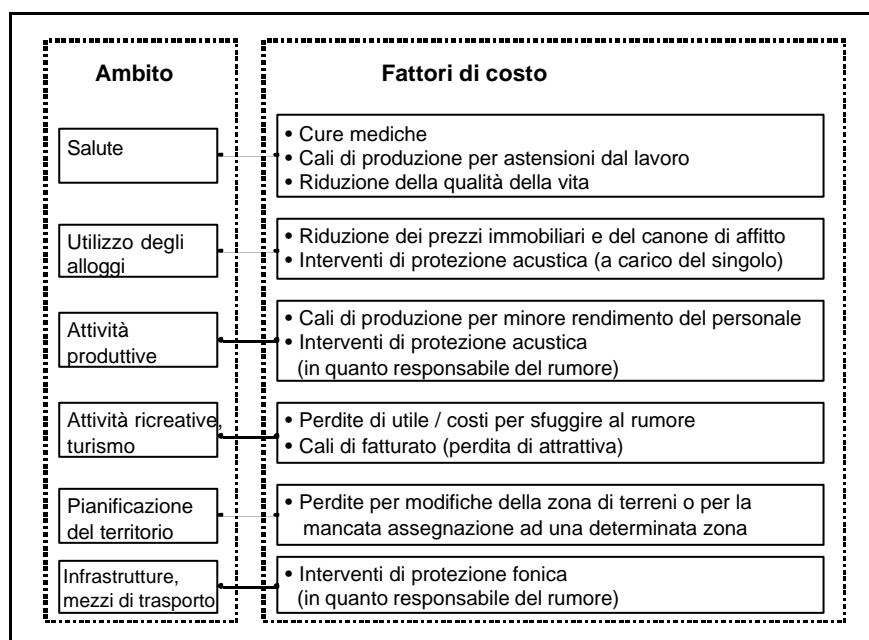 Ambito
Fattori di costo
Salute
• Cure mediche
• Cali di produzione per astensioni dal lavoro
• Riduzione della qualità della vita
Utilizzo degli
alloggi
• Riduzione dei prezzi immobiliari e del canone di affitto
• Interventi di protezione acustica (a carico del singolo)
Attività
produttive
• Cali di produzione per minore rendimento del personale
• Interventi di protezione acustica
(in quanto responsabile del rumore)
Attività ricreative,
turismo
• Perdite di utile / costi per sfuggire al rumore
• Cali di fatturato (perdita di attrattiva)
Pianificazione
del territorio
• Perdite per modifiche della zona di terreni o per la
mancata assegnazione ad una determinata zona
Infrastrutture,
mezzi di trasporto
• Interventi di protezione fonica
(in quanto responsabile del rumore)